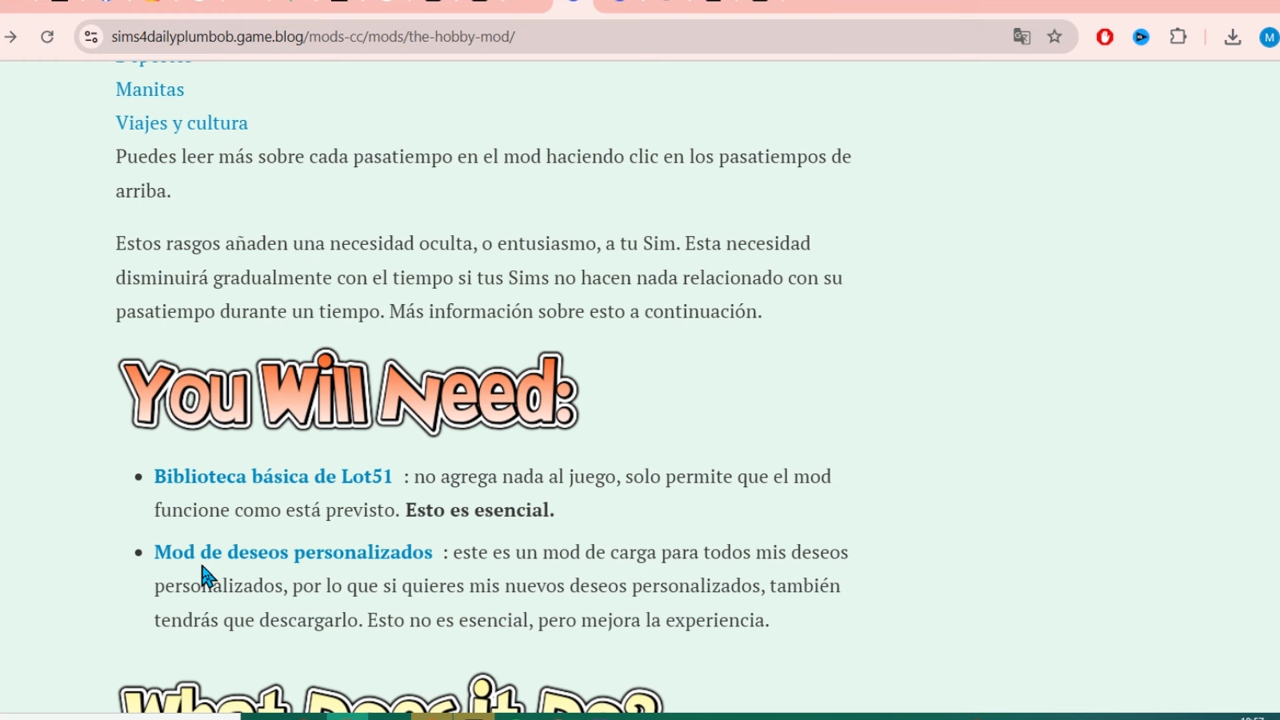 sims4dailyplumbob.game.blog/mods-cc/mods/the-hobby-mod/
M
Deportes
Manitas
Viajes y cultura
Puedes leer más sobre cada pasatiempo en el mod haciendo clic en los pasatiempos de
arriba.
Estos rasgos añaden una necesidad oculta, o entusiasmo, a tu Sim. Esta necesidad
disminuirá gradualmente con el tiempo si tus Sims no hacen nada relacionado con su
pasatiempo durante un tiempo. Más información sobre esto a continuación.
You Will Need:
Biblioteca básica de Lot51 : no agrega nada al juego, solo permite que el mod
funcione como está previsto. Esto es esencial.
Mod de deseos personalizados : este es un mod de carga para todos mis deseos
personalizados, por lo que si quieres mis nuevos deseos personalizados, también
tendrás que descargarlo. Esto no es esencial, pero mejora la experiencia.
What Does it Do?